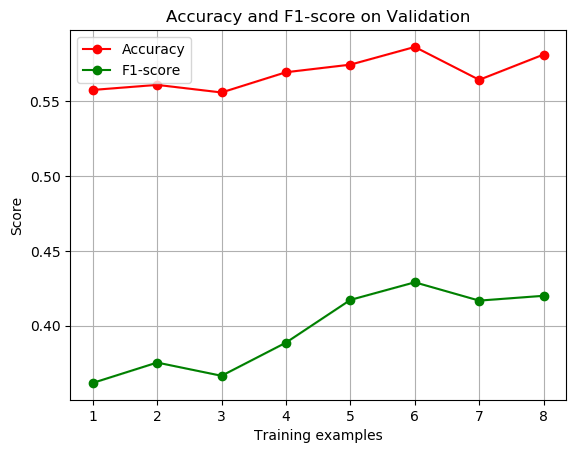 Accuracy and F1-score on Validation
Accuracy
F1-score
0.55
0.50
0.45
0.40
Score
1 2 3 4 5 6 7 8
Training examples